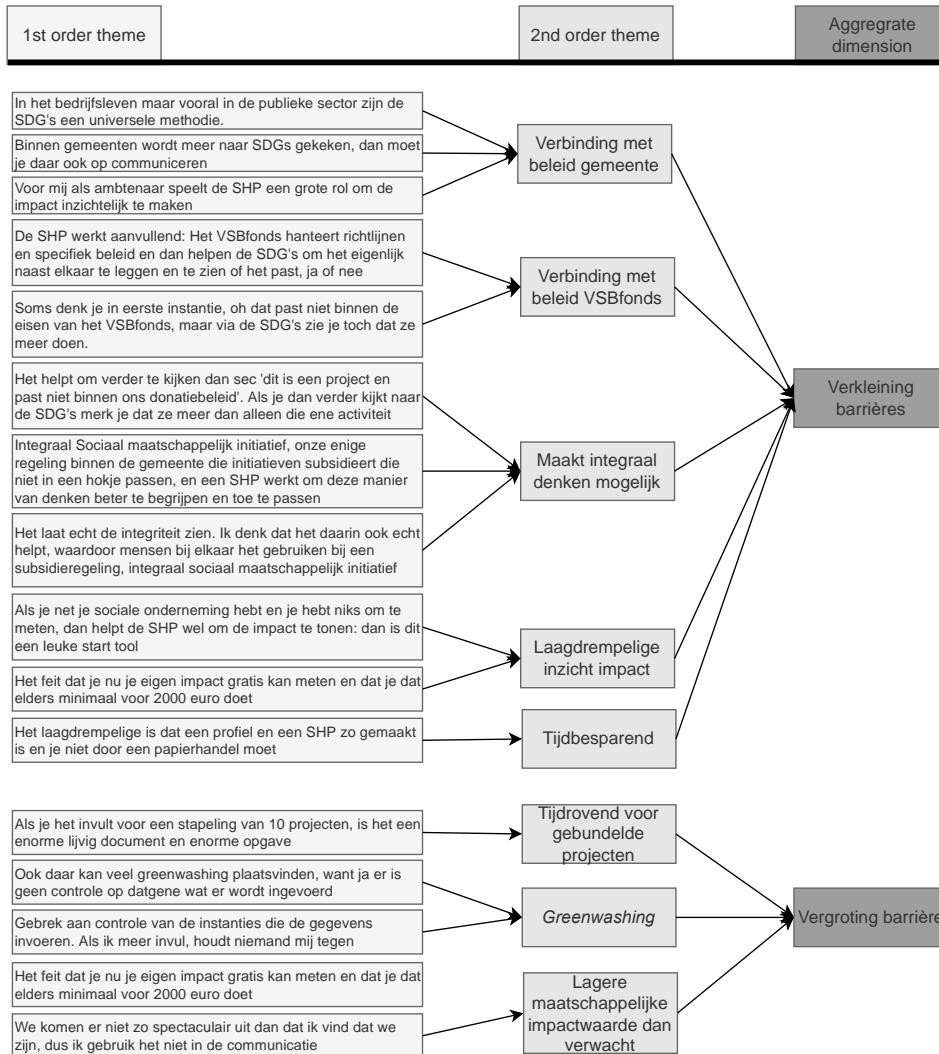 1st order theme
2nd order theme
Aggregrate
dimension
In het bedrijfsleven maar vooral in de publieke sector zijn de
SDG's een universele methodie.
Binnen gemeenten wordt meer naar SDGs gekeken, dan moet
je daar ook op communiceren
Voor mij als ambtenaar speelt de SHP een grote rol om de
impact inzichtelijk te maken
Verbinding met
beleid gemeente
De SHP werkt aanvullend: Het VSBfonds hanteert richtlijnen
en specifiek beleid en dan helpen de SDG's om het eigenlijk
naast elkaar te leggen en te zien of het past, ja of nee
Soms denk je in eerste instantie, oh dat past niet binnen de
eisen van het VSBfonds, maar via de SDG's zie je toch dat ze
meer doen.
Verbinding met
beleid VSBfonds
Het helpt om verder te kijken dan sec 'dit is een project en
past niet binnen ons donatiebeleid'. Als je dan verder kijkt naar
de SDG's merk je dat ze meer dan alleen die ene activiteit
Integraal Sociaal maatschappelijk initiatief, onze enige
regeling binnen de gemeente die initiatieven subsidieert die
niet in een hokje passen, en een SHP werkt om deze manier
van denken beter te begrijpen en toe te passen
Het laat echt de integriteit zien. Ik denk dat het daarin ook echt
helpt, waardoor mensen bij elkaar het gebruiken bij een
subsidieregeling, integraal sociaal maatschappelijk initiatief
Maakt integraal
denken mogelijk
Als je net je sociale onderneming hebt en je hebt niks om te
meten, dan helpt de SHP wel om de impact te tonen: dan is dit
een leuke start tool
Het feit dat je nu je eigen impact gratis kan meten en dat je dat
elders minimaal voor 2000 euro doet
Laagdrempelige
inzicht impact
Het laagdrempelige is dat een profiel en een SHP zo gemaakt
is en je niet door een papierhandel moet
Tijdbesparend
Verkleining
barrières
Als je het invult voor een stapeling van 10 projecten, is het een
enorme lijvig document en enorme opgave
Tijdrovend voor
gebundelde
projecten
Ook daar kan veel greenwashing plaatsvinden, want ja er is
geen controle op datgene wat er wordt ingevoerd
Gebrek aan controle van de instanties die de gegevens
invoeren. Als ik meer invul, houdt niemand mij tegen
Greenwashing
Het feit dat je nu je eigen impact gratis kan meten en dat je dat
elders minimaal voor 2000 euro doet
We komen er niet zo spectaculair uit dan dat ik vind dat we
zijn, dus ik gebruik het niet in de communicatie
Lagere
maatschappelijke
impactwaarde dan
verwacht
Vergroting barrière